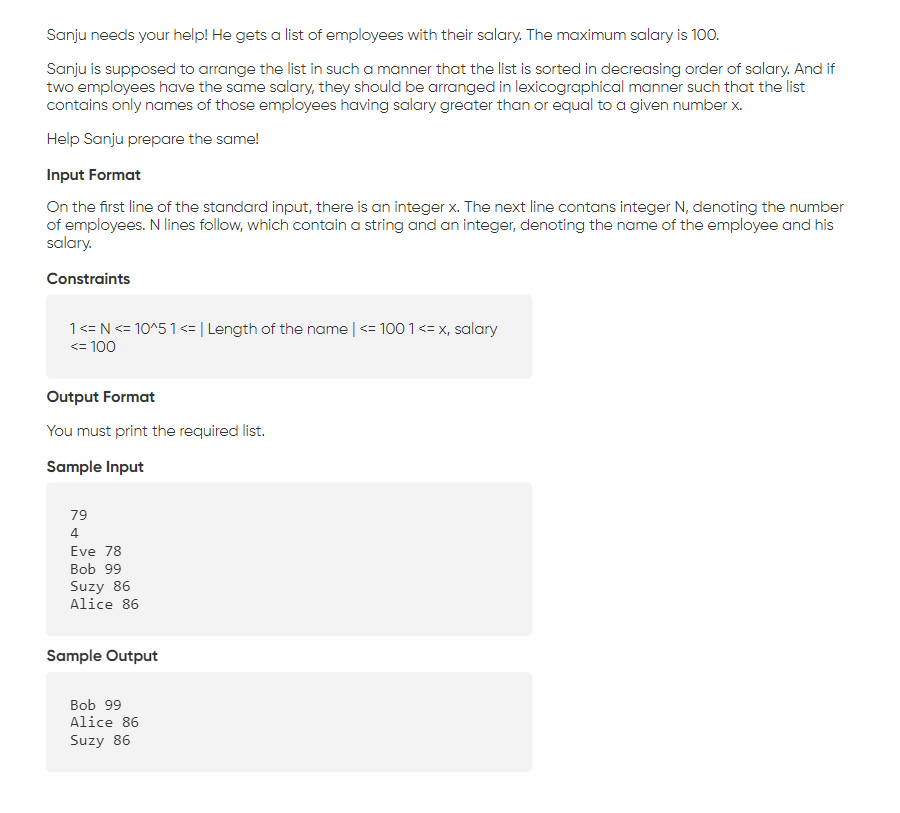 Sanju needs your help! He gets a list of employees with their salary. The maximum salary is 100.
Sanju is supposed to arrange the list in such a manner that the list is sorted in decreasing order of salary. And if
two employees have the same salary, they should be arranged in lexicographical manner such that the list
contains only names of those employees having salary greater than or equal to a given number x.
Help Sanju prepare the same!
Input Format
On the first line of the standard input, there is an integer x. The next line contans integer N, denoting the number
of employees. N lines follow, which contain a string and an integer, denoting the name of the employee and his
salary.
Constraints
1 <= N <= 10^5 1 <= | Length of the name | <= 100 1 <= x, salary
<= 100
Output Format
You must print the required list.
Sample Input
79
4
Eve 78
Bob 99
Suzy 86
Alice 86
Sample Output
Bob 99
Alice 86
Suzy 86